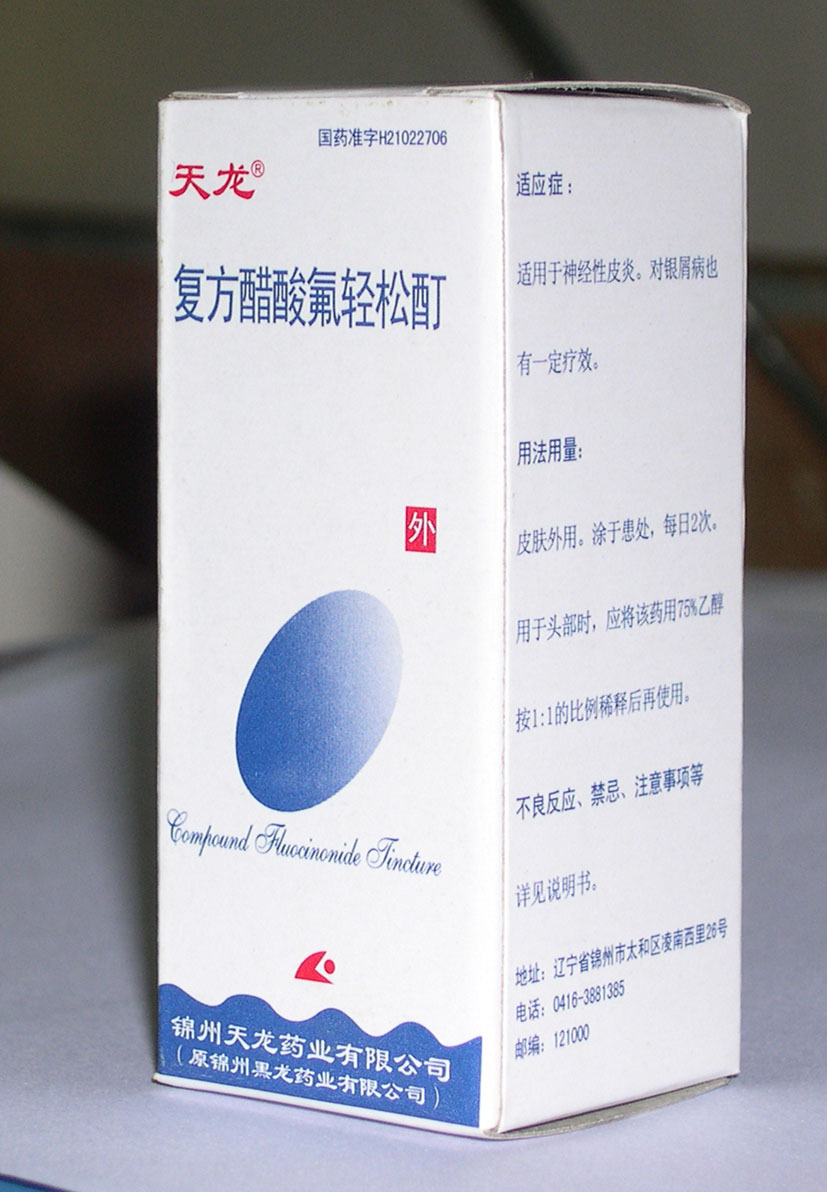 国药准字H21022706
天龙®
复方醋酸氟轻松酊
外
Compound Fluocinonide Tincture
锦州天龙药业有限公司
（原锦州黑龙药业有限公司）
适应症：
适用于神经性皮炎。对银屑病也
有一定疗效。
用法用量：
皮肤外用。涂于患处，每日2次。
用于头部时，应将该药用75%乙醇
按1:1的比例稀释后再使用。
不良反应、禁忌、注意事项等
详见说明书。
地址：辽宁省锦州市太和区凌南西里26号
电话：0416-3881385
邮编：121000